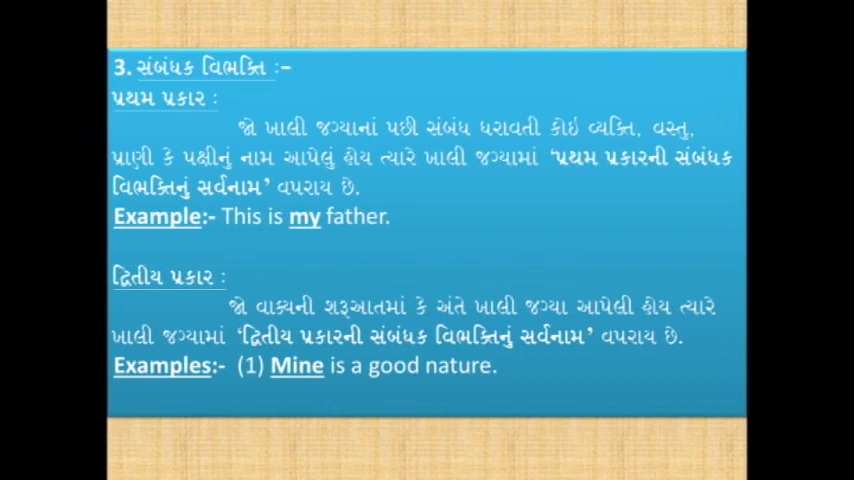 3. સંબંધક વિભક્તિ :–
પ્રથમ પ્રકાર :
જો ખાલી જગ્યાનાં પછી સંબંધ ધરાવતી કોઇ વ્યક્તિ, વસ્તુ,
પ્રાણી કે પક્ષીનું નામ આપેલું હોય ત્યારે ખાલી જગ્યામાં ‘પ્રથમ પ્રકારની સંબંધક
વિભક્તિનું સર્વનામ’ વપરાય છે.
Example:- This is my father.
દ્વિતીય પ્રકાર :
જો વાક્યની શરૂઆતમાં કે અંતે ખાલી જગ્યા આપેલી હોય ત્યારે
ખાલી જગ્યામાં ‘દ્વિતીય પ્રકારની સંબંધક વિભક્તિનું સર્વનામ’ વપરાય છે.
Examples:- (1) Mine is a good nature.